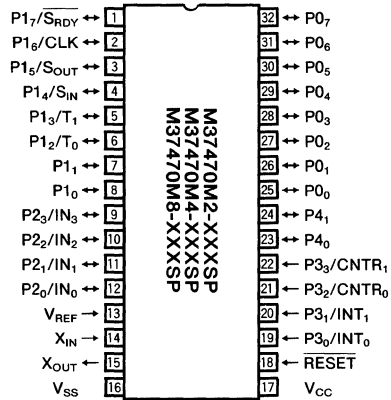 P1₇/S̅R̅D̅Y̅ ↔ 1
P1₆/CLK ↔ 2
P1₅/SOUT ↔ 3
P1₄/SIN ↔ 4
P1₃/T₁ ↔ 5
P1₂/T₀ ↔ 6
P1₁ ↔ 7
P1₀ ↔ 8
P2₃/IN₃ ↔ 9
P2₂/IN₂ ↔ 10
P2₁/IN₁ ↔ 11
P2₀/IN₀ ↔ 12
VREF → 13
XIN → 14
XOUT ← 15
VSS 16
M37470M2-XXXSP
M37470M4-XXXSP
M37470M8-XXXSP
32 ↔ P0₇
31 ↔ P0₆
30 ↔ P0₅
29 ↔ P0₄
28 ↔ P0₃
27 ↔ P0₂
26 ↔ P0₁
25 ↔ P0₀
24 ↔ P4₁
23 ↔ P4₀
22 ← P3₃/CNTR₁
21 ← P3₂/CNTR₀
20 ← P3₁/INT₁
19 ← P3₀/INT₀
18 ← R̅E̅S̅E̅T̅
17 VCC